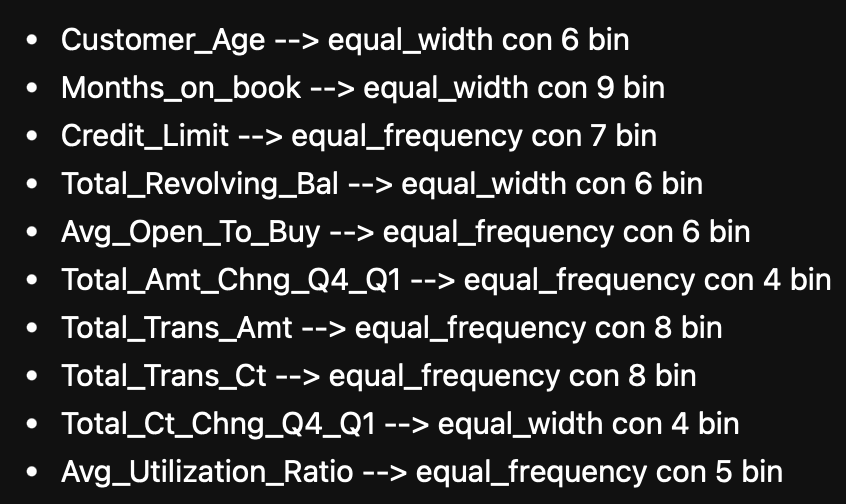 • Customer_Age --> equal_width con 6 bin
• Months_on_book --> equal_width con 9 bin
• Credit_Limit --> equal_frequency con 7 bin
• Total_Revolving_Bal --> equal_width con 6 bin
• Avg_Open_To_Buy --> equal_frequency con 6 bin
• Total_Amt_Chng_Q4_Q1 --> equal_frequency con 4 bin
• Total_Trans_Amt --> equal_frequency con 8 bin
• Total_Trans_Ct --> equal_frequency con 8 bin
• Total_Ct_Chng_Q4_Q1 --> equal_width con 4 bin
• Avg_Utilization_Ratio --> equal_frequency con 5 bin